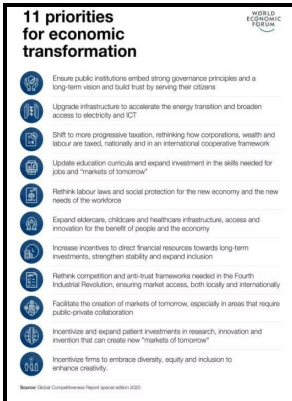 11 priorities
for economic
transformation
WORLD
ECONOMIC
FORUM
Ensure public institutions embed strong governance principles and a
long-term vision and build trust by serving their citizens
Upgrade infrastructure to accelerate the energy transition and broaden
access to electricity and ICT
Shift to more progressive taxation, rethinking how corporations, wealth and
labour are taxed, nationally and in an international cooperative framework
Update education curricula and expand investment in the skills needed for
jobs and "markets of tomorrow"
Rethink labour laws and social protection for the new economy and the new
needs of the workforce
Expand eldercare, childcare and healthcare infrastructure, access and
innovation for the benefit of people and the economy
Increase incentives to direct financial resources towards long-term
investments, strengthen stability and expand inclusion
Rethink competition and anti-trust frameworks needed in the Fourth
Industrial Revolution, ensuring market access, both locally and internationally
Facilitate the creation of markets of tomorrow, especially in areas that require
public-private collaboration
Incentivize and expand patient investments in research, innovation and
invention that can create new "markets of tomorrow"
Incentivize firms to embrace diversity, equity and inclusion to
enhance creativity.
Source: Global Competitiveness Report special edition 2020